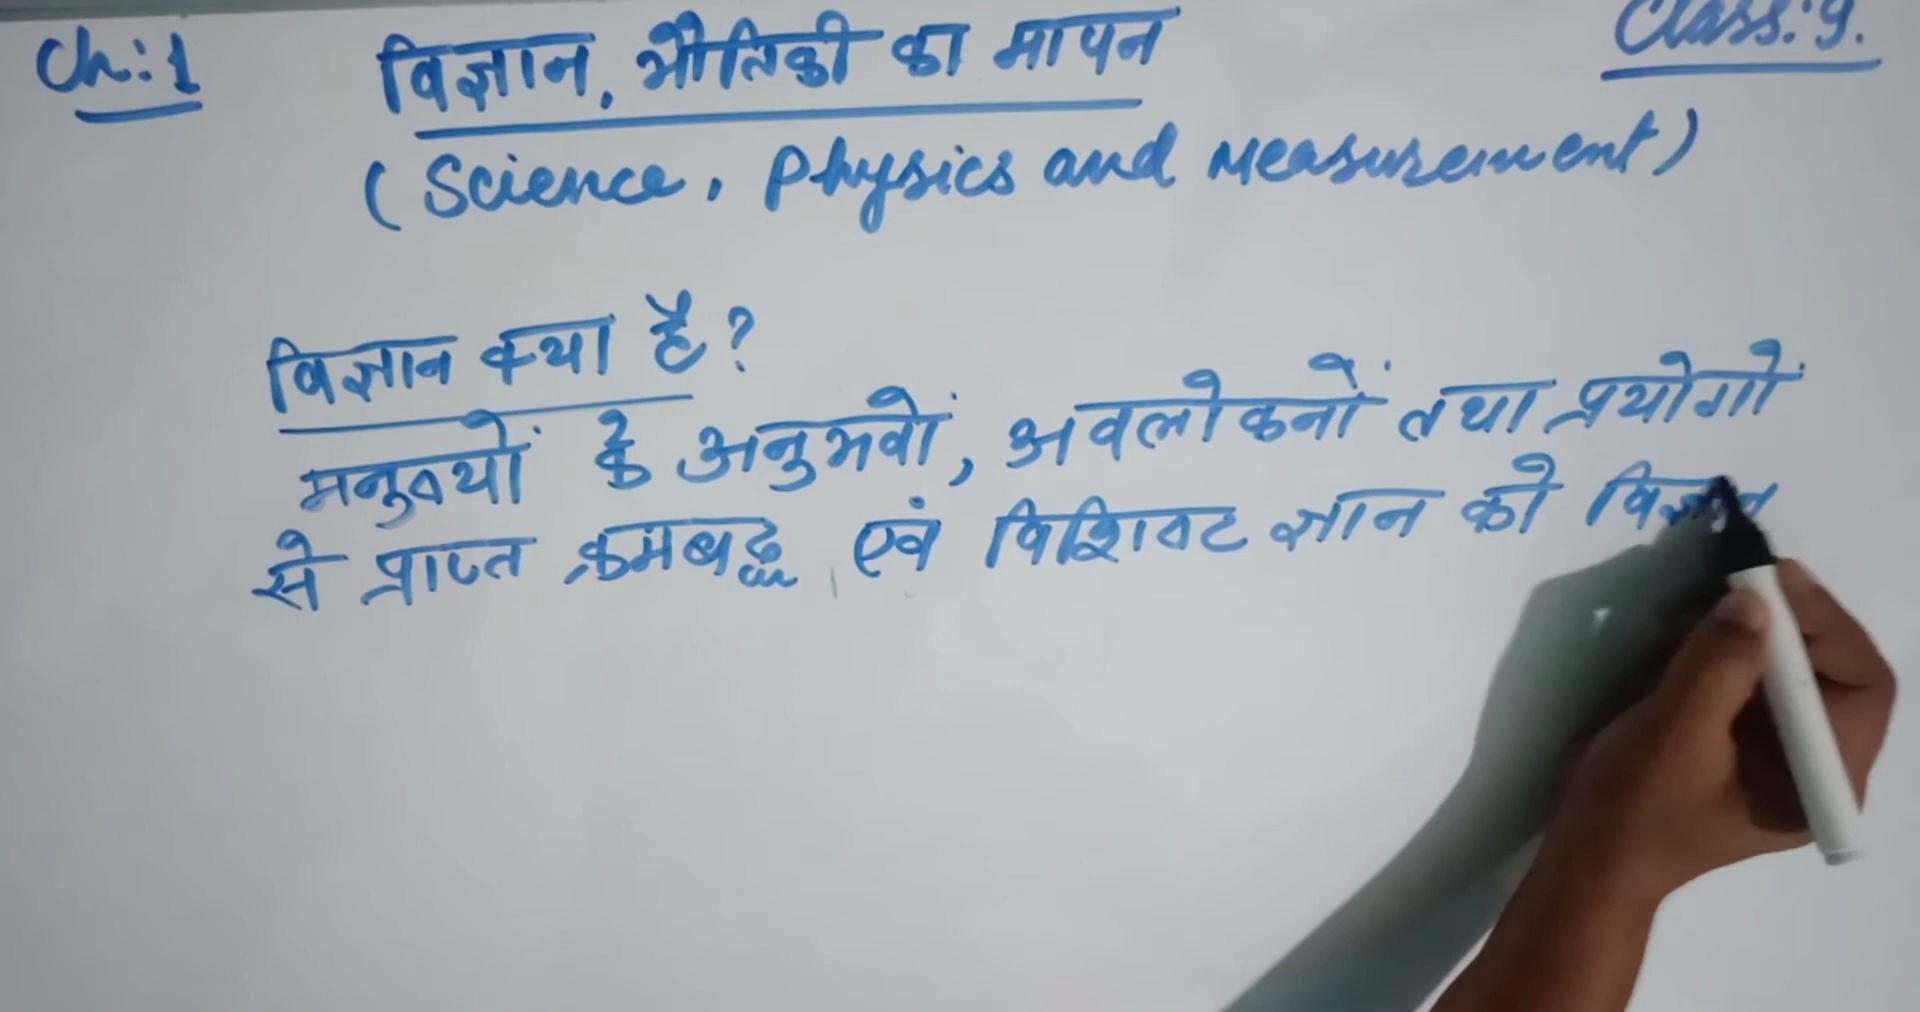 Ch:1
विज्ञान, भौतिकी का मापन
Class:9.
(Science, Physics and Measurement)
विज्ञान क्या है?
मनुष्यों के अनुभवों, अवलोकनों तथा प्रयोगों
से प्राप्त क्रमबद्ध एवं विशिष्ट ज्ञान को विज्ञान